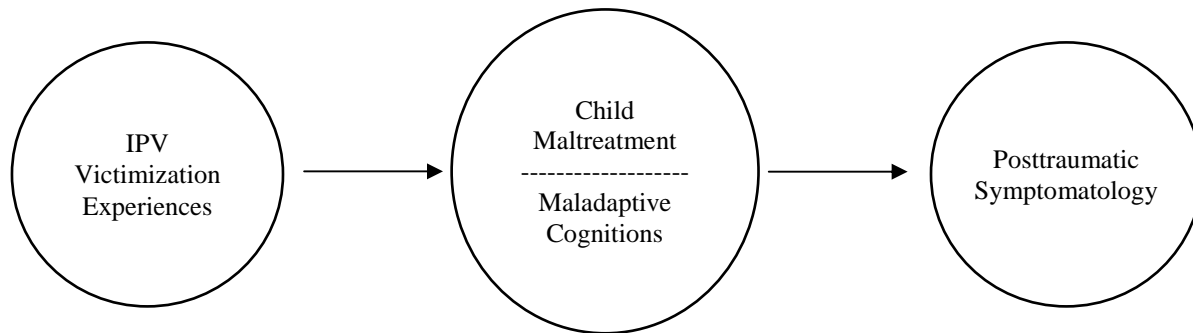 IPV
Victimization
Experiences
Child
Maltreatment
-------------------
Maladaptive
Cognitions
Posttraumatic
Symptomatology